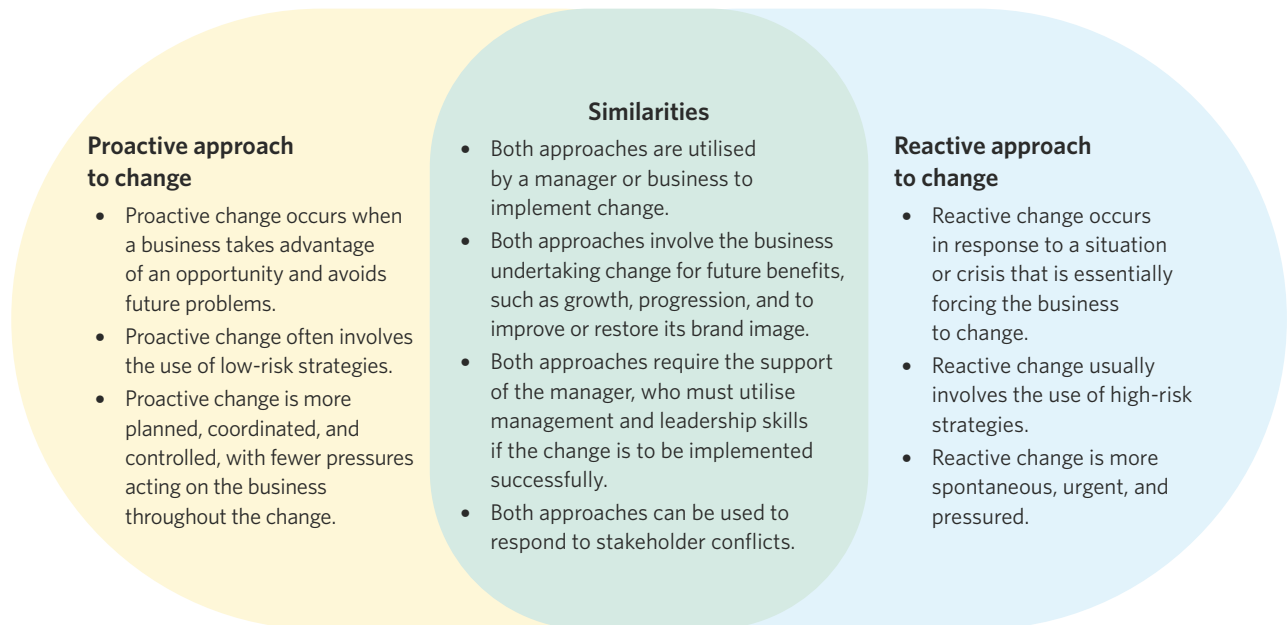 Proactive approach
to change
• Proactive change occurs when
a business takes advantage
of an opportunity and avoids
future problems.
• Proactive change often involves
the use of low-risk strategies.
• Proactive change is more
planned, coordinated, and
controlled, with fewer pressures
acting on the business
throughout the change.
Similarities
• Both approaches are utilised
by a manager or business to
implement change.
• Both approaches involve the business
undertaking change for future benefits,
such as growth, progression, and to
improve or restore its brand image.
• Both approaches require the support
of the manager, who must utilise
management and leadership skills
if the change is to be implemented
successfully.
• Both approaches can be used to
respond to stakeholder conflicts.
Reactive approach
to change
• Reactive change occurs
in response to a situation
or crisis that is essentially
forcing the business
to change.
• Reactive change usually
involves the use of high-risk
strategies.
• Reactive change is more
spontaneous, urgent, and
pressured.